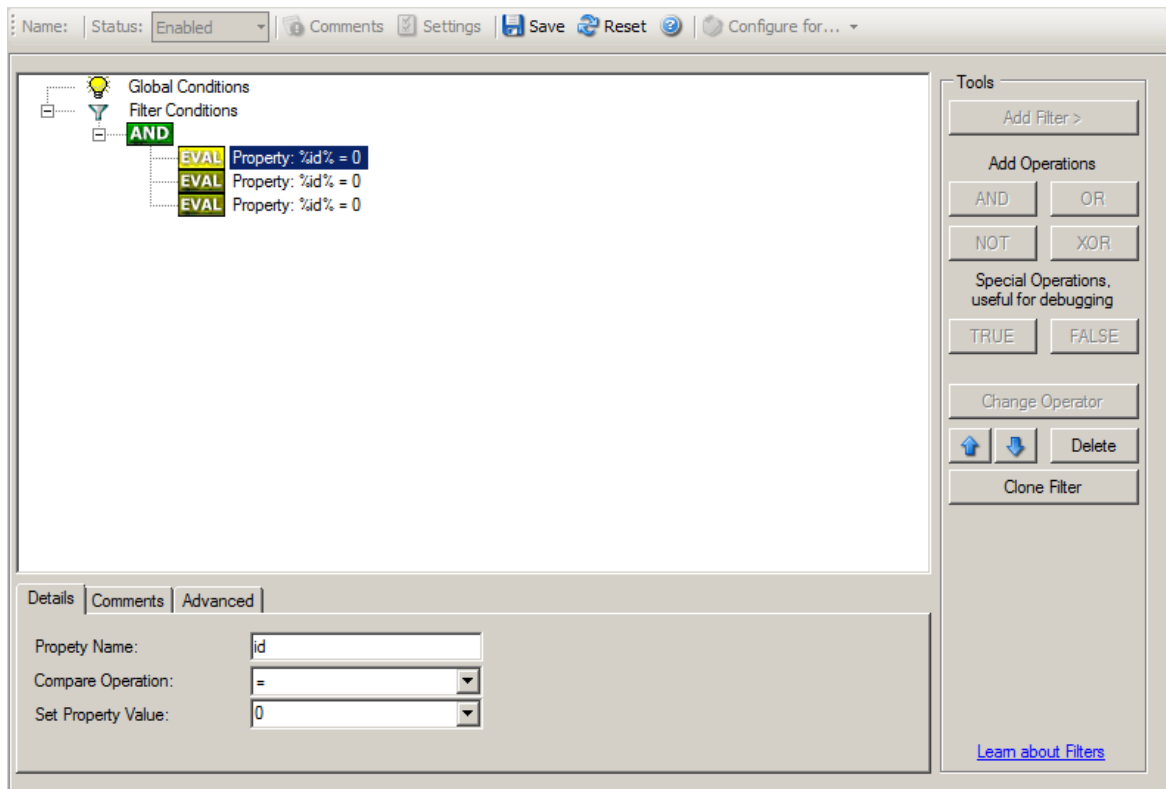 Name: Status: Enabled Comments Settings Save Reset Configure for...
Global Conditions
Filter Conditions
AND
EVAL Property: %id% = 0
EVAL Property: %id% = 0
EVAL Property: %id% = 0
Tools
Add Filter >
Add Operations
AND OR
NOT XOR
Special Operations,
useful for debugging
TRUE FALSE
Change Operator
Delete
Clone Filter
Learn about Filters
Details Comments Advanced
Propety Name: id
Compare Operation: =
Set Property Value: 0